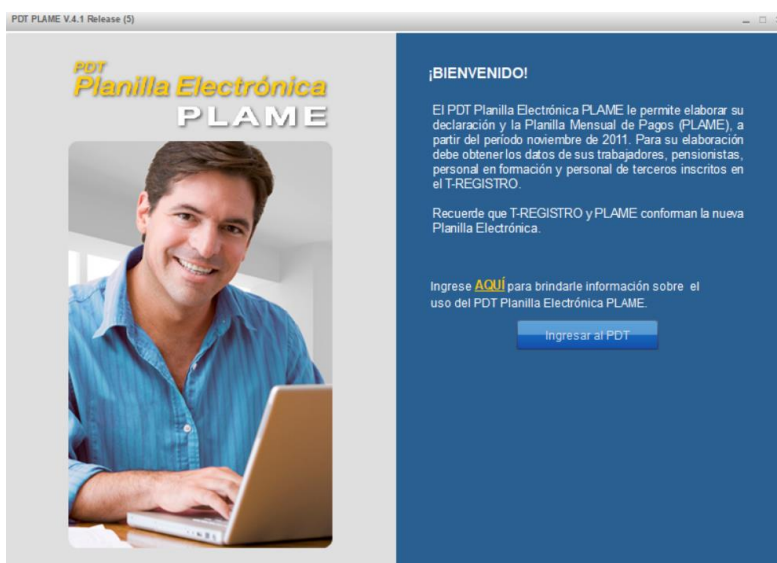 PDT PLAME V.4.1 Release (5)
PDT
Planilla Electrónica
PLAME
¡BIENVENIDO!
El PDT Planilla Electrónica PLAME le permite elaborar su
declaración y la Planilla Mensual de Pagos (PLAME), a
partir del período noviembre de 2011. Para su elaboración
debe obtener los datos de sus trabajadores, pensionistas,
personal en formación y personal de terceros inscritos en
el T-REGISTRO.
Recuerde que T-REGISTRO y PLAME conforman la nueva
Planilla Electrónica.
Ingrese AQUÍ para brindarle información sobre el
uso del PDT Planilla Electrónica PLAME.
Ingresar al PDT